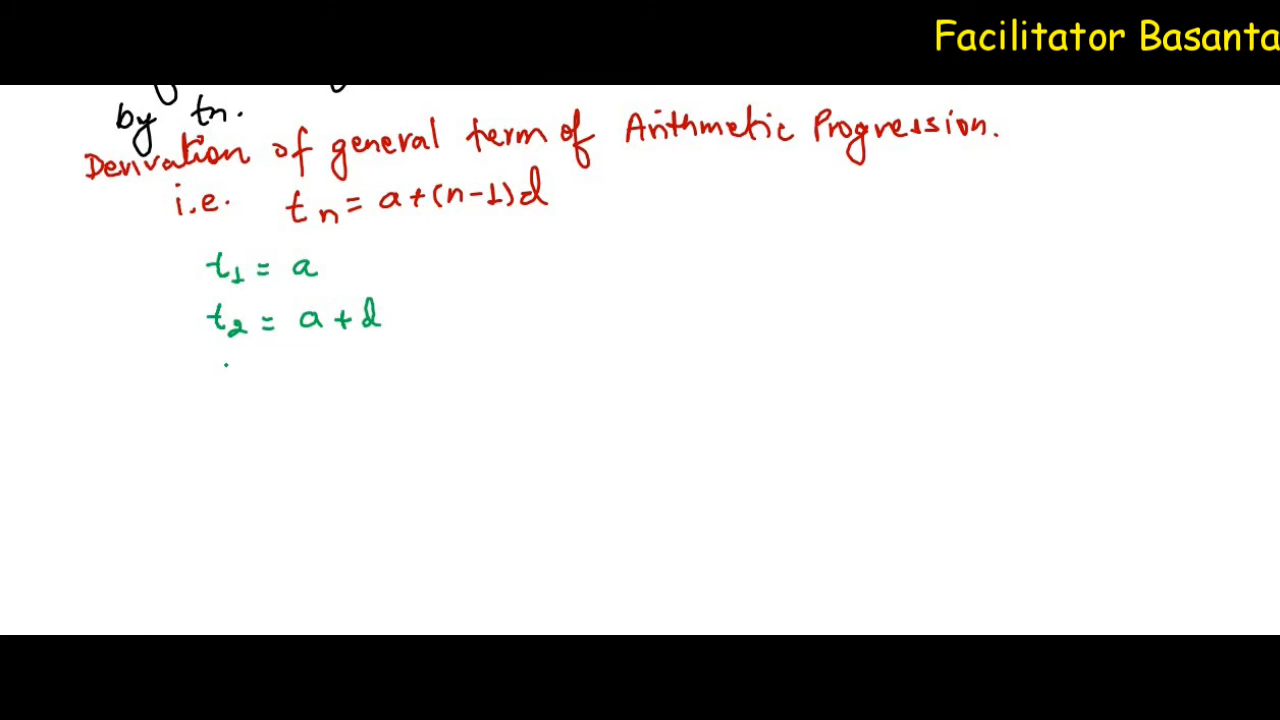 Facilitator Basanta
by tn.
Derivation of general term of Arithmetic Progression.
i.e. tn = a+(n-1)d
t1 = a
t2 = a+d